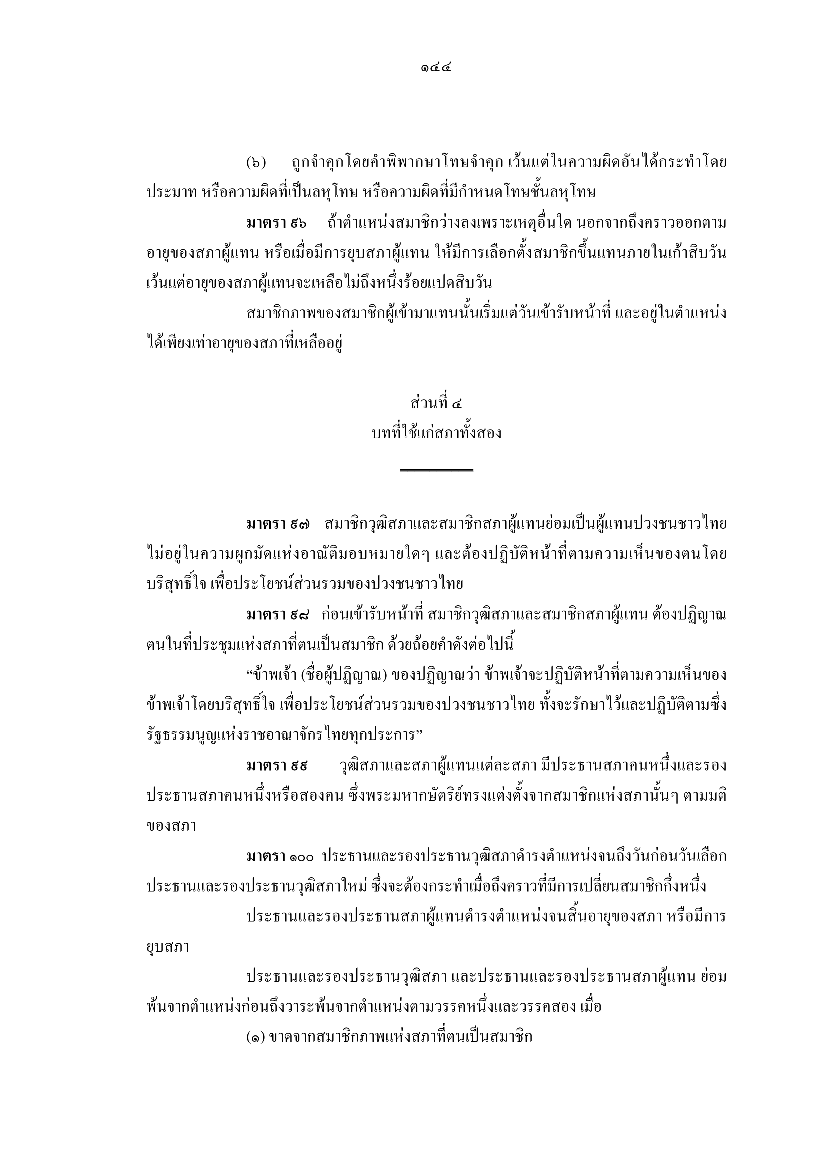 ๑๔๔
(๖) ถูกจำคุกโดยคำพิพากษาโทษจำคุก เว้นแต่ในความผิดอันได้กระทำโดย
ประมาท หรือความผิดที่เป็นลหุโทษ หรือความผิดที่มีกำหนดโทษชั้นลหุโทษ
มาตรา ๙๖ ถ้าตำแหน่งสมาชิกว่างลงเพราะเหตุอื่นใด นอกจากถึงคราวออกตาม
อายุของสภาผู้แทน หรือเมื่อมีการยุบสภาผู้แทน ให้มีการเลือกตั้งสมาชิกขึ้นแทนภายในเก้าสิบวัน
เว้นแต่อายุของสภาผู้แทนจะเหลือไม่ถึงหนึ่งร้อยแปดสิบวัน
สมาชิกภาพของสมาชิกผู้เข้ามาแทนนั้นเริ่มแต่วันเข้ารับหน้าที่ และอยู่ในตำแหน่ง
ได้เพียงเท่าอายุของสภาที่เหลืออยู่
ส่วนที่ ๔
บทที่ใช้แก่สภาทั้งสอง
มาตรา ๙๗ สมาชิกวุฒิสภาและสมาชิกสภาผู้แทนย่อมเป็นผู้แทนปวงชนชาวไทย
ไม่อยู่ในความผูกมัดแห่งอาณัติมอบหมายใดๆ และต้องปฏิบัติหน้าที่ตามความเห็นของตนโดย
บริสุทธิ์ใจ เพื่อประโยชน์ส่วนรวมของปวงชนชาวไทย
มาตรา ๙๘ ก่อนเข้ารับหน้าที่ สมาชิกวุฒิสภาและสมาชิกสภาผู้แทน ต้องปฏิญาณ
ตนในที่ประชุมแห่งสภาที่ตนเป็นสมาชิก ด้วยถ้อยคำดังต่อไปนี้
“ข้าพเจ้า (ชื่อผู้ปฏิญาณ) ของปฏิญาณว่า ข้าพเจ้าจะปฏิบัติหน้าที่ตามความเห็นของ
ข้าพเจ้าโดยบริสุทธิ์ใจ เพื่อประโยชน์ส่วนรวมของปวงชนชาวไทย ทั้งจะรักษาไว้และปฏิบัติตามซึ่ง
รัฐธรรมนูญแห่งราชอาณาจักรไทยทุกประการ”
มาตรา ๙๙ วุฒิสภาและสภาผู้แทนแต่ละสภา มีประธานสภาคนหนึ่งและรอง
ประธานสภาคนหนึ่งหรือสองคน ซึ่งพระมหากษัตริย์ทรงแต่งตั้งจากสมาชิกแห่งสภานั้นๆ ตามมติ
ของสภา
มาตรา ๑๐๐ ประธานและรองประธานวุฒิสภาดำรงตำแหน่งจนถึงวันก่อนวันเลือก
ประธานและรองประธานวุฒิสภาใหม่ ซึ่งจะต้องกระทำเมื่อถึงคราวที่มีการเปลี่ยนสมาชิกกึ่งหนึ่ง
ประธานและรองประธานสภาผู้แทนดำรงตำแหน่งจนสิ้นอายุของสภา หรือมีการ
ยุบสภา
ประธานและรองประธานวุฒิสภา และประธานและรองประธานสภาผู้แทน ย่อม
พ้นจากตำแหน่งก่อนถึงวาระพ้นจากตำแหน่งตามวรรคหนึ่งและวรรคสอง เมื่อ
(๑) ขาดจากสมาชิกภาพแห่งสภาที่ตนเป็นสมาชิก